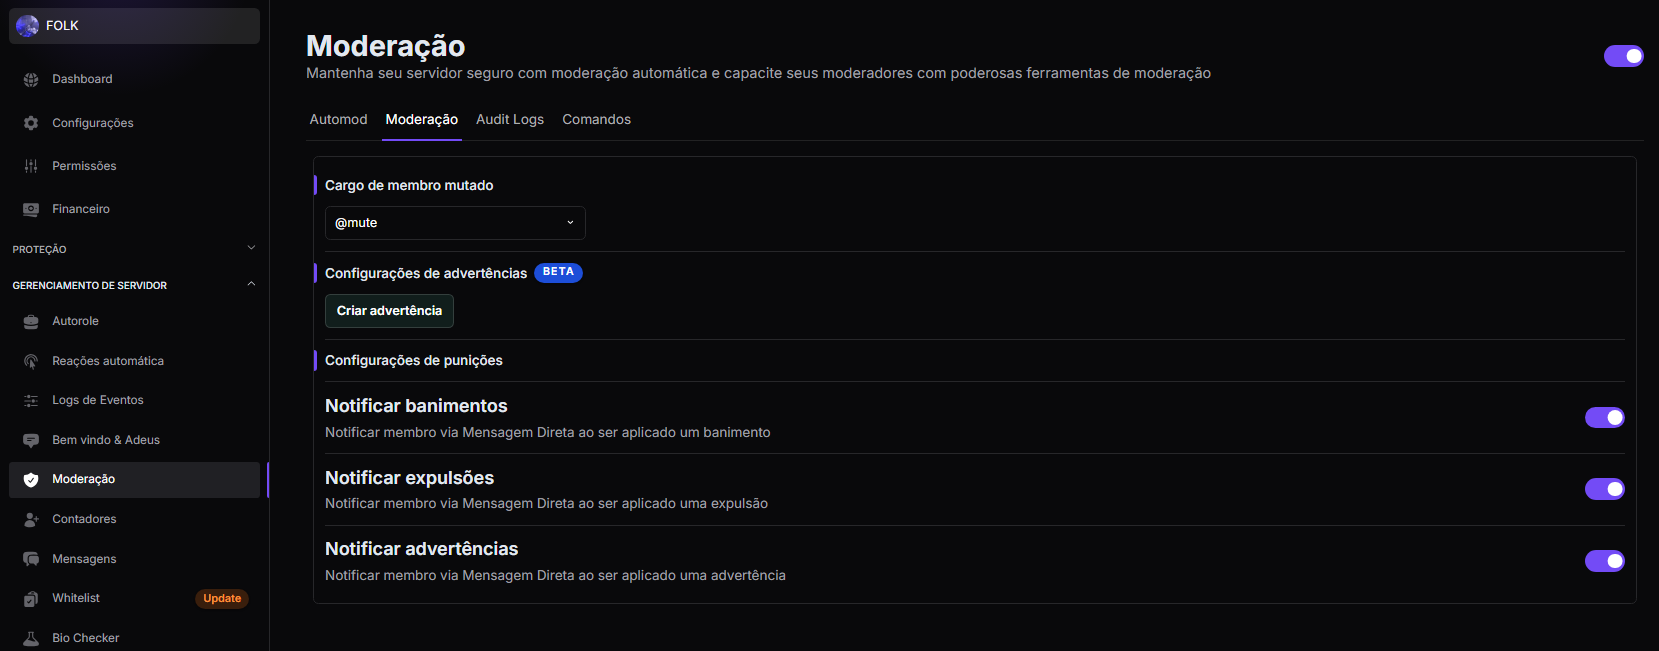 FOLK
Dashboard
Configurações
Permissões
Financeiro
PROTEÇÃO
GERENCIAMENTO DE SERVIDOR
Autorole
Reações automática
Logs de Eventos
Bem vindo & Adeus
Moderação
Contadores
Mensagens
Whitelist Update
Bio Checker
Moderação
Mantenha seu servidor seguro com moderação automática e capacite seus moderadores com poderosas ferramentas de moderação
Automod Moderação Audit Logs Comandos
Cargo de membro mutado
@mute
Configurações de advertências BETA
Criar advertência
Configurações de punições
Notificar banimentos
Notificar membro via Mensagem Direta ao ser aplicado um banimento
Notificar expulsões
Notificar membro via Mensagem Direta ao ser aplicado uma expulsão
Notificar advertências
Notificar membro via Mensagem Direta ao ser aplicado uma advertência